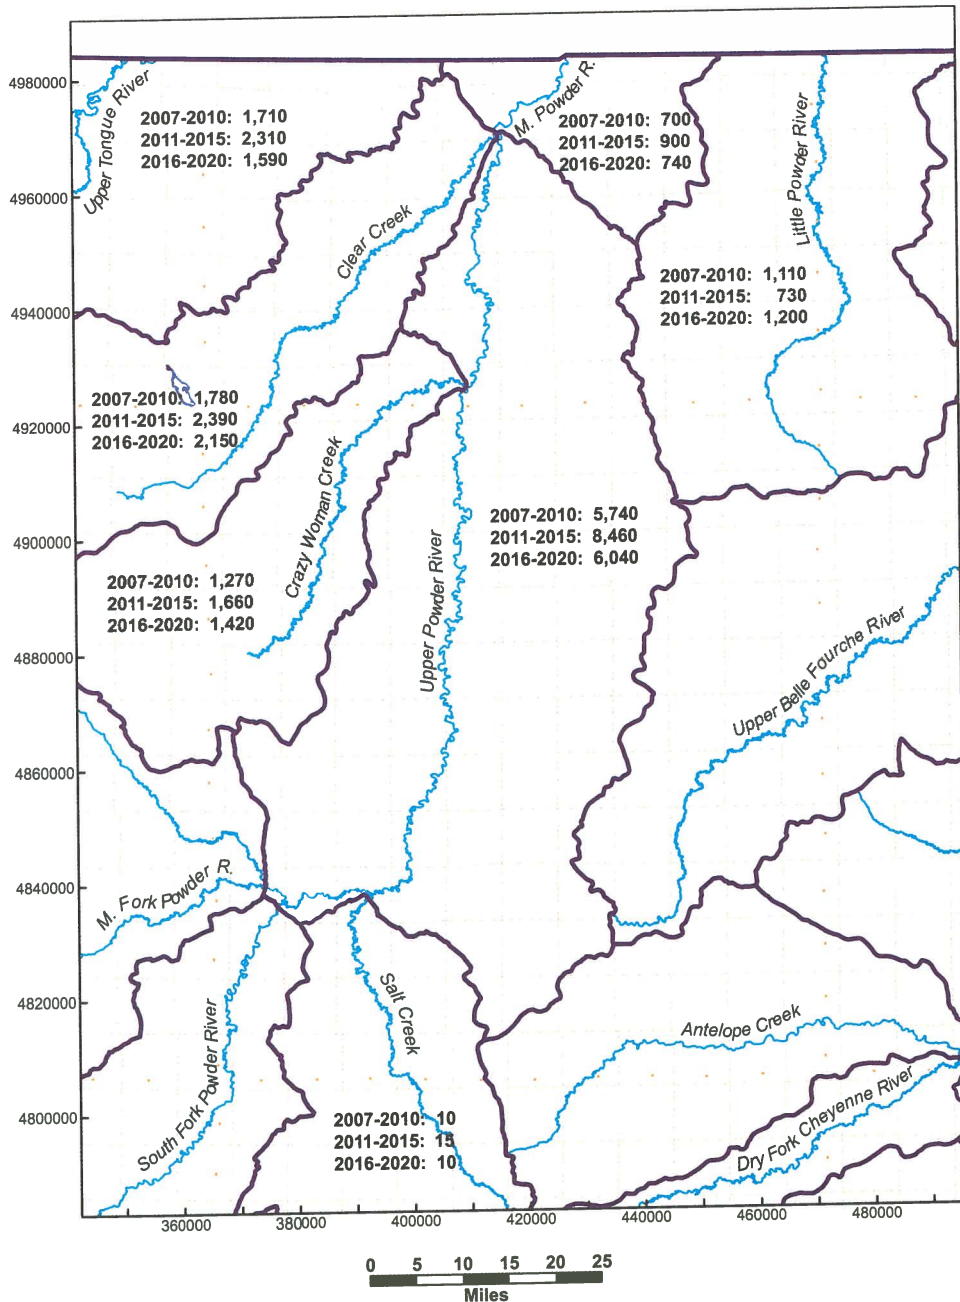 4980000
Upper Tongue River
2007-2010: 1,710
2011-2015: 2,310
2016-2020: 1,590
M. Powder R.
2007-2010: 700
2011-2015: 900
2016-2020: 740
Little Powder River
4960000
Clear Creek
2007-2010: 1,110
2011-2015: 730
2016-2020: 1,200
4940000
2007-2010: 1,780
2011-2015: 2,390
2016-2020: 2,150
4920000
Crazy Woman Creek
2007-2010: 5,740
2011-2015: 8,460
2016-2020: 6,040
4900000
Upper Powder River
2007-2010: 1,270
2011-2015: 1,660
2016-2020: 1,420
4880000
Upper Belle Fourche River
4860000
4840000
M. Fork Powder R.
4820000
Salt Creek
Antelope Creek
South Fork Powder River
Dry Fork Cheyenne River
4800000
2007-2010: 10
2011-2015: 15
2016-2020: 10
360000 380000 400000 420000 440000 460000 480000
0 5 10 15 20 25
Miles